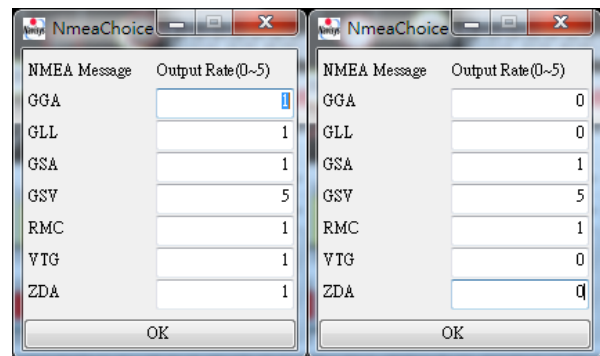 NmeaChoice
NMEA Message Output Rate(0~5)
GGA 1
GLL 1
GSA 1
GSV 5
RMC 1
VTG 1
ZDA 1
OK
NmeaChoice
NMEA Message Output Rate(0~5)
GGA 0
GLL 0
GSA 1
GSV 5
RMC 1
VTG 0
ZDA 0
OK